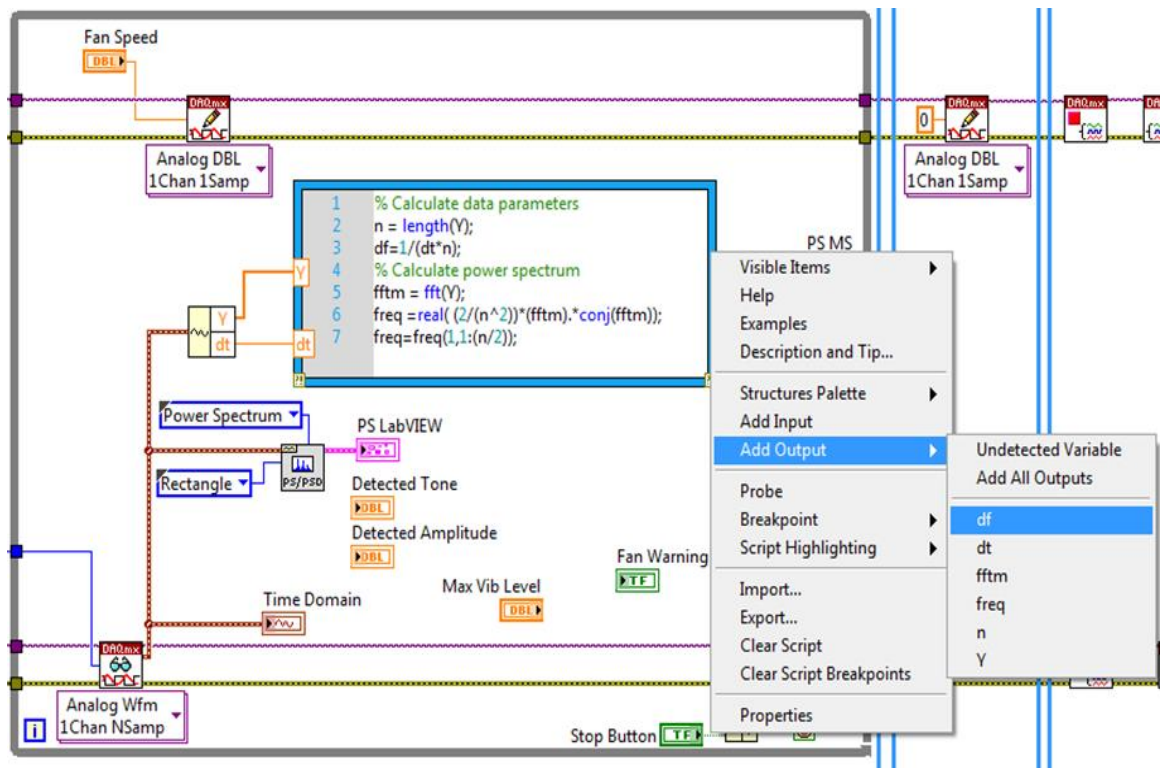 Fan Speed
DBL
DAQmx
DAQmx
DAQmx
DAQ
0
Analog DBL
1Chan 1Samp
Analog DBL
1Chan 1Samp
1 % Calculate data parameters
2 n = length(Y);
3 df=1/(dt*n);
4 % Calculate power spectrum
5 fftm = fft(Y);
6 freq =real( (2/(n^2))*(fftm).*conj(fftm));
7 freq=freq(1,1:(n/2));
Y
dt
Y
dt
PS MS
Visible Items
Help
Examples
Description and Tip...
Structures Palette
Add Input
Add Output
Probe
Breakpoint
Script Highlighting
Import...
Export...
Clear Script
Clear Script Breakpoints
Properties
Undetected Variable
Add All Outputs
df
dt
fftm
freq
n
Y
Power Spectrum
Rectangle
PS/PSD
PS LabVIEW
Detected Tone
DBL
Detected Amplitude
DBL
Fan Warning
TF
Max Vib Level
DBL
Time Domain
DAQmx
Analog Wfm
1Chan NSamp
i
Stop Button
TF